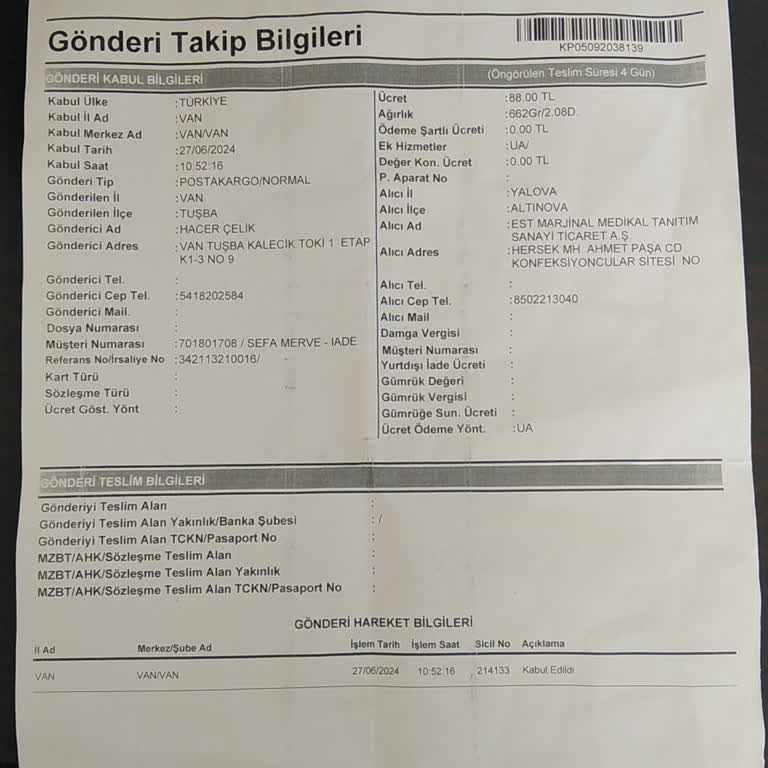 Gönderi Takip Bilgileri
KP05092038139
GÖNDERİ KABUL BİLGİLERİ
(Öngörülen Teslim Süresi 4 Gün)
Kabul Ülke :TÜRKİYE
Kabul İl Ad :VAN
Kabul Merkez Ad :VAN/VAN
Kabul Tarih :27/06/2024
Kabul Saat :10:52:16
Gönderi Tip :POSTAKARGO/NORMAL
Gönderilen İl :VAN
Gönderilen İlçe :TUŞBA
Gönderici Ad :HACER ÇELİK
Gönderici Adres :VAN TUŞBA KALECİK TOKİ 1 ETAP
K1-3 NO 9
Gönderici Tel. :
Gönderici Cep Tel. :5418202584
Gönderici Mail. :
Dosya Numarası :
Müşteri Numarası :701801708 / SEFA MERVE - IADE
Referans No/İrsaliye No :342113210016/
Kart Türü :
Sözleşme Türü :
Ücret Göst. Yönt :
Ücret :88.00 TL
Ağırlık :662Gr/2.08D.
Ödeme Şartlı Ücreti :0.00 TL
Ek Hizmetler :UA/
Değer Kon. Ücret :0.00 TL
P. Aparat No :
Alıcı İl :YALOVA
Alıcı İlçe :ALTINOVA
Alıcı Ad :EST MARJİNAL MEDİKAL TANITIM
SANAYİ TİCARET A.Ş.
Alıcı Adres :HERSEK MH. AHMET PAŞA CD
KONFEKSİYONCULAR SİTESİ NO
Alıcı Tel. :
Alıcı Cep Tel. :8502213040
Alıcı Mail :
Damga Vergisi :
Müşteri Numarası :
Yurtdışı İade Ücreti :
Gümrük Değeri :
Gümrük Vergisi :
Gümrüğe Sun. Ücreti :
Ücret Ödeme Yönt. :UA
GÖNDERİ TESLİM BİLGİLERİ
Gönderiyi Teslim Alan :
Gönderiyi Teslim Alan Yakınlık/Banka Şubesi : /
Gönderiyi Teslim Alan TCKN/Pasaport No :
MZBT/AHK/Sözleşme Teslim Alan :
MZBT/AHK/Sözleşme Teslim Alan Yakınlık :
MZBT/AHK/Sözleşme Teslim Alan TCKN/Pasaport No :
GÖNDERİ HAREKET BİLGİLERİ
İl Ad Merkez/Şube Ad İşlem Tarih İşlem Saat Sicil No Açıklama
VAN VAN/VAN 27/06/2024 10:52:16 214133 Kabul Edildi